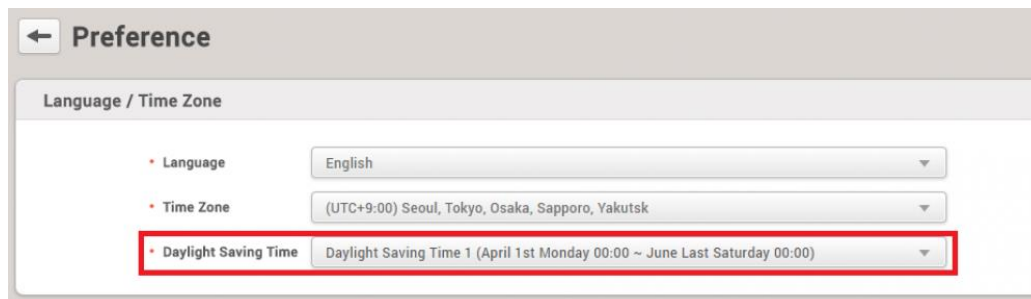 Preference
Language / Time Zone
• Language English
• Time Zone (UTC+9:00) Seoul, Tokyo, Osaka, Sapporo, Yakutsk
• Daylight Saving Time Daylight Saving Time 1 (April 1st Monday 00:00 ~ June Last Saturday 00:00)